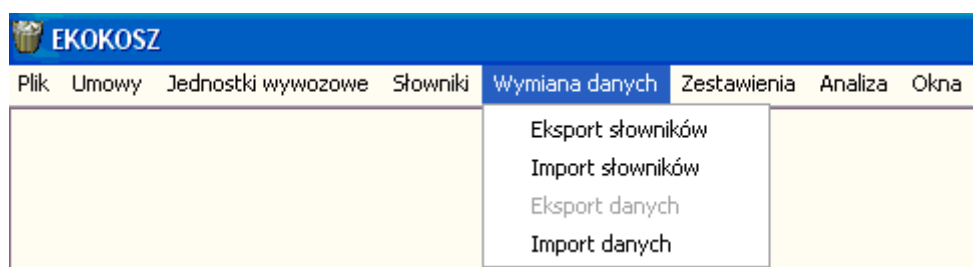 EKOKOSZ
Plik Umowy Jednostki wywozowe Słowniki Wymiana danych Zestawienia Analiza Okna
Eksport słowników
Import słowników
Eksport danych
Import danych